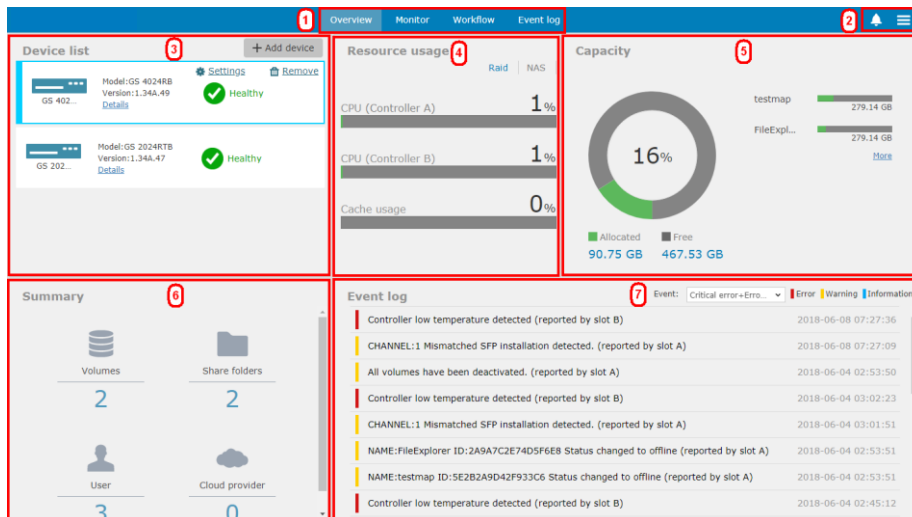 1 Overview Monitor Workflow Event log 2
Device list 3 + Add device
Settings Remove
Model:GS 4024RB
Version:1.34A.49
Details
Healthy
GS 402...
Model:GS 2024RTB
Version:1.34A.47
Details
Healthy
GS 202...
Resource usage 4
Raid NAS
CPU (Controller A) 1%
CPU (Controller B) 1%
Cache usage 0%
Capacity 5
16%
testmap
279.14 GB
FileExpl...
279.14 GB
More
Allocated Free
90.75 GB 467.53 GB
Summary 6
Volumes Share folders
2 2
User Cloud provider
3 0
Event log 7 Event: Critical error+Erro... Error Warning Information
Controller low temperature detected (reported by slot B) 2018-06-08 07:27:36
CHANNEL:1 Mismatched SFP installation detected. (reported by slot A) 2018-06-08 07:27:09
All volumes have been deactivated. (reported by slot A) 2018-06-04 02:53:50
Controller low temperature detected (reported by slot B) 2018-06-04 03:02:23
CHANNEL:1 Mismatched SFP installation detected. (reported by slot A) 2018-06-04 03:01:51
NAME:FileExplorer ID:2A9A7C2E74D5F6E8 Status changed to offline (reported by slot A) 2018-06-04 02:53:51
NAME:testmap ID:5E2B2A9D42F933C6 Status changed to offline (reported by slot A) 2018-06-04 02:53:51
Controller low temperature detected (reported by slot B) 2018-06-04 02:45:12